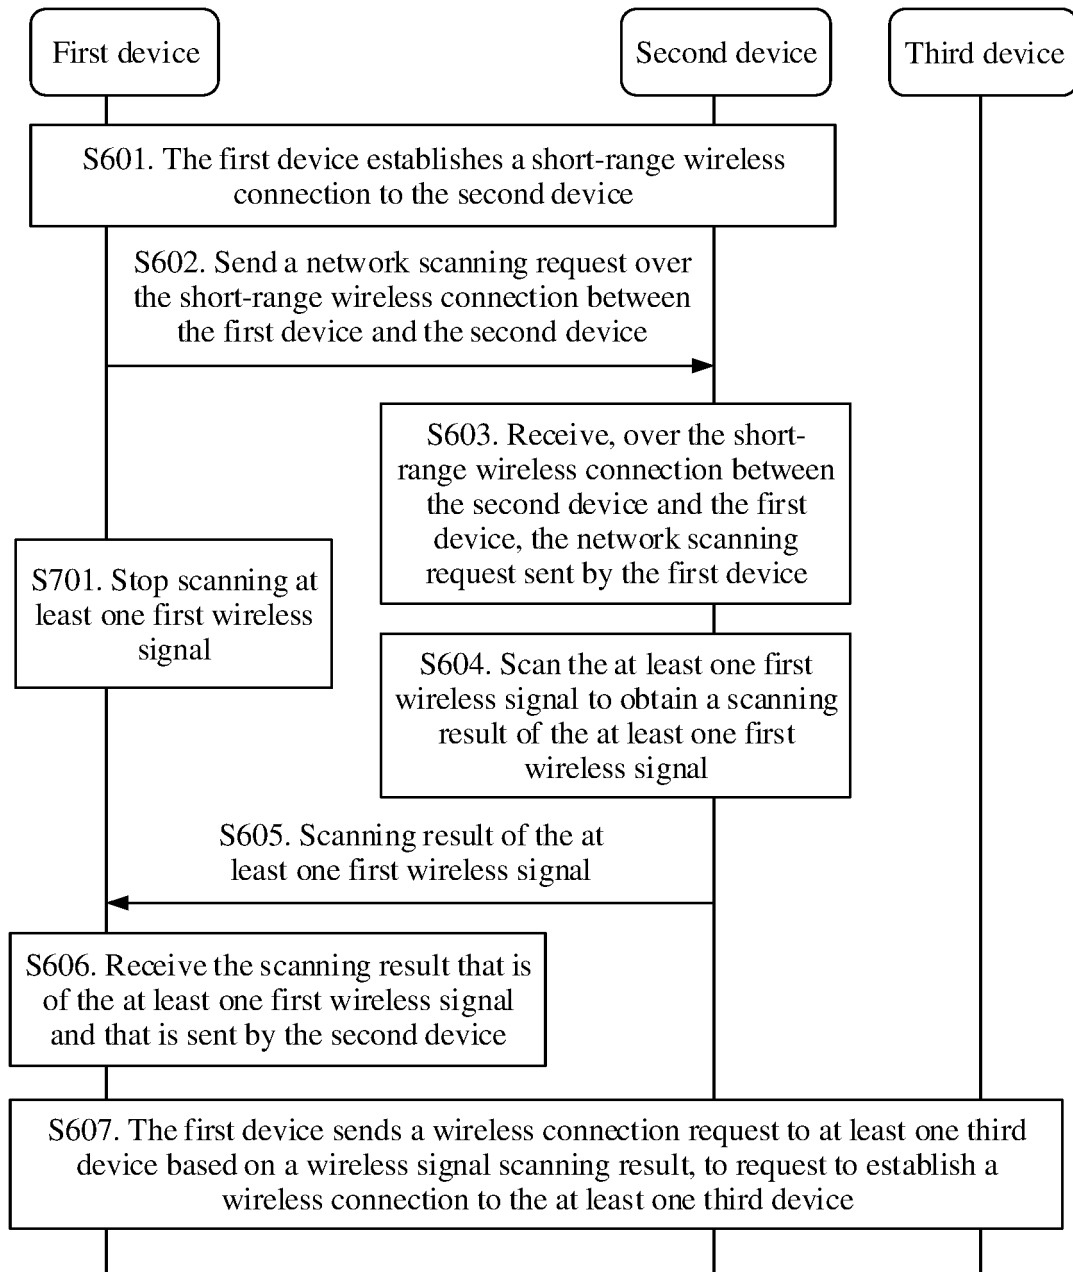 First device
Second device
Third device
S601. The first device establishes a short-range wireless
connection to the second device
S602. Send a network scanning request over
the short-range wireless connection between
the first device and the second device
S603. Receive, over the short-
range wireless connection between
the second device and the first
device, the network scanning
request sent by the first device
S701. Stop scanning at
least one first wireless
signal
S604. Scan the at least one first
wireless signal to obtain a scanning
result of the at least one first
wireless signal
S605. Scanning result of the at
least one first wireless signal
S606. Receive the scanning result that is
of the at least one first wireless signal
and that is sent by the second device
S607. The first device sends a wireless connection request to at least one third
device based on a wireless signal scanning result, to request to establish a
wireless connection to the at least one third device